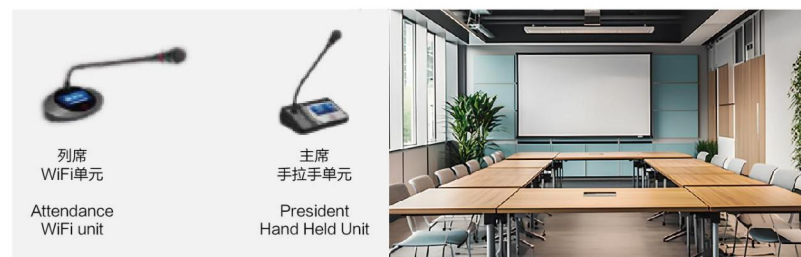 列席
WiFi单元
Attendance
WiFi unit
主席
手拉手单元
President
Hand Held Unit